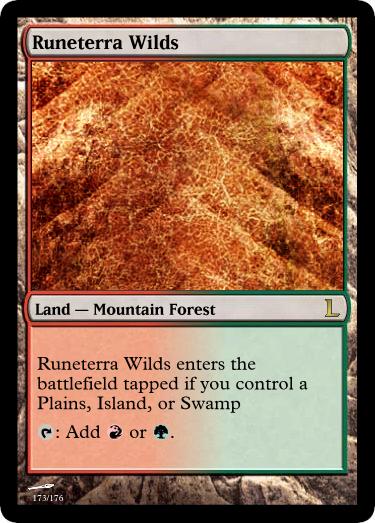 Runeterra Wilds
Land — Mountain Forest
L
Runeterra Wilds enters the
battlefield tapped if you control a
Plains, Island, or Swamp
: Add or .
173/176